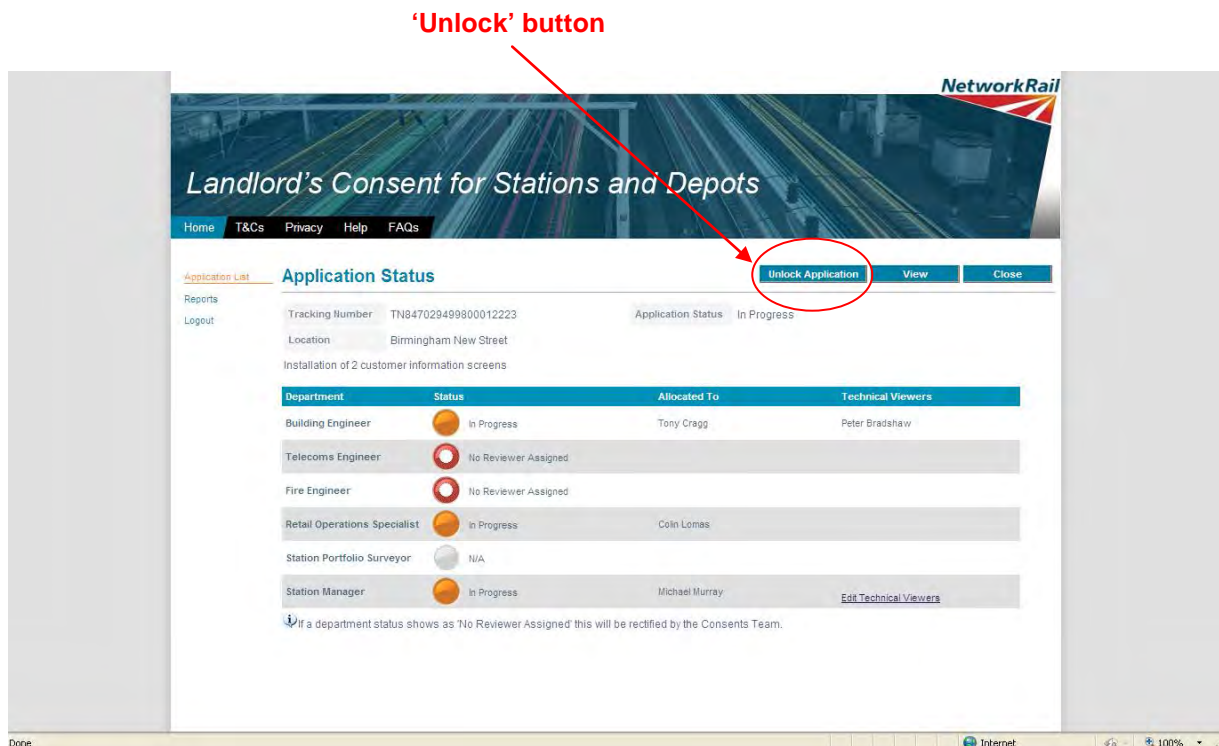 ‘Unlock’ button
NetworkRail
Landlord's Consent for Stations and Depots
Home T&Cs Privacy Help FAQs
Application List
Reports
Logout
Application Status
Unlock Application View Close
Tracking Number TN847029499800012223 Application Status In Progress
Location Birmingham New Street
Installation of 2 customer information screens
Department Status Allocated To Technical Viewers
Building Engineer In Progress Tony Cragg Peter Bradshaw
Telecoms Engineer No Reviewer Assigned
Fire Engineer No Reviewer Assigned
Retail Operations Specialist In Progress Colin Lomas
Station Portfolio Surveyor N/A
Station Manager In Progress Michael Murray Edit Technical Viewers
If a department status shows as 'No Reviewer Assigned' this will be rectified by the Consents Team.
Done Internet 100%